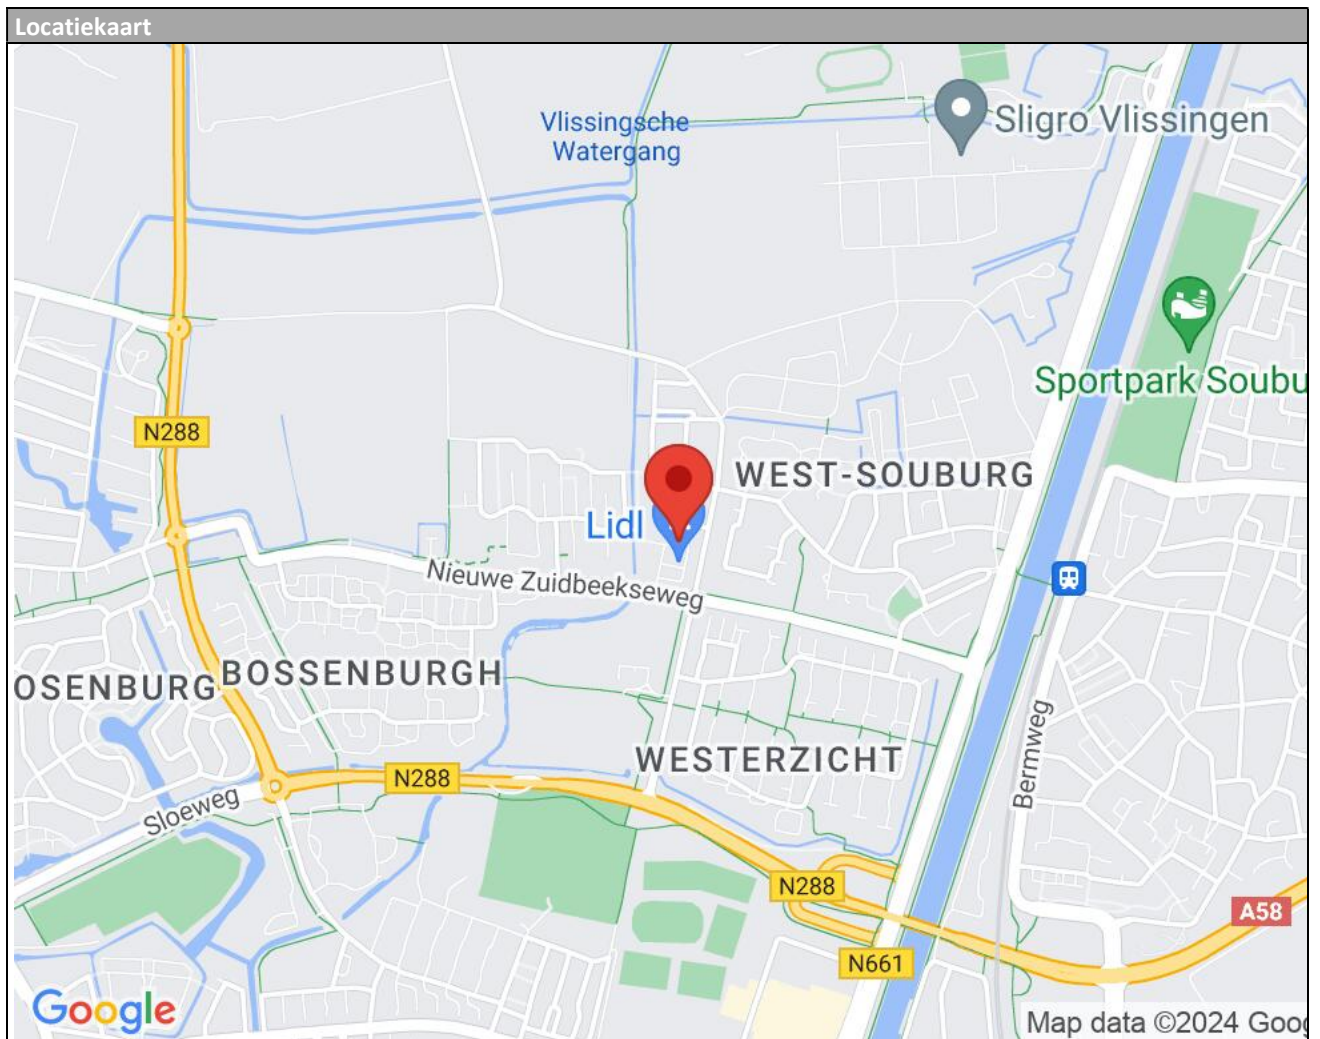 Locatiekaart
Vlissingsche
Watergang
Sligro Vlissingen
Sportpark Soubu
N288
WEST-SOUBURG
Lidl
Nieuwe Zuidbeekseweg
OSENBURG
BOSSENBURGH
WESTERZICHT
Bermweg
N288
Sloeweg
N288
A58
N661
Google
Map data ©2024 Goog